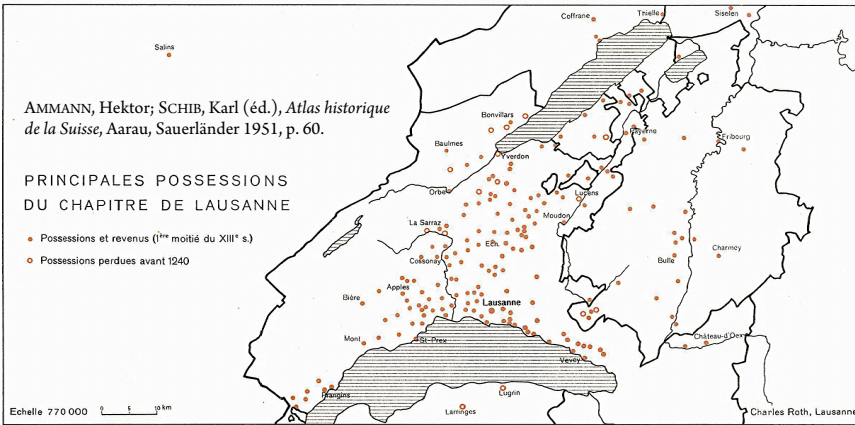 Coffrane
Thielle
Siselen
Salins
AMMANN, Hektor; SCHIB, Karl (éd.), Atlas historique
de la Suisse, Aarau, Sauerländer 1951, p. 60.
Bonvillars
Payerne
Fribourg
Baulmes
Yverdon
PRINCIPALES POSSESSIONS
DU CHAPITRE DE LAUSANNE
Orbe
Lucens
Moudon
La Sarraz
Possessions et revenus (1ère moitié du XIIIe s.)
Ech.
Possessions perdues avant 1240
Cossonay
Bulle
Charmey
Apples
Bière
Lausanne
Mont
St-Prex
Château-d'Oex
Vevey
Prangins
Lugrin
Larringes
Echelle 770 000
0 5 10 km
Charles Roth, Lausanne